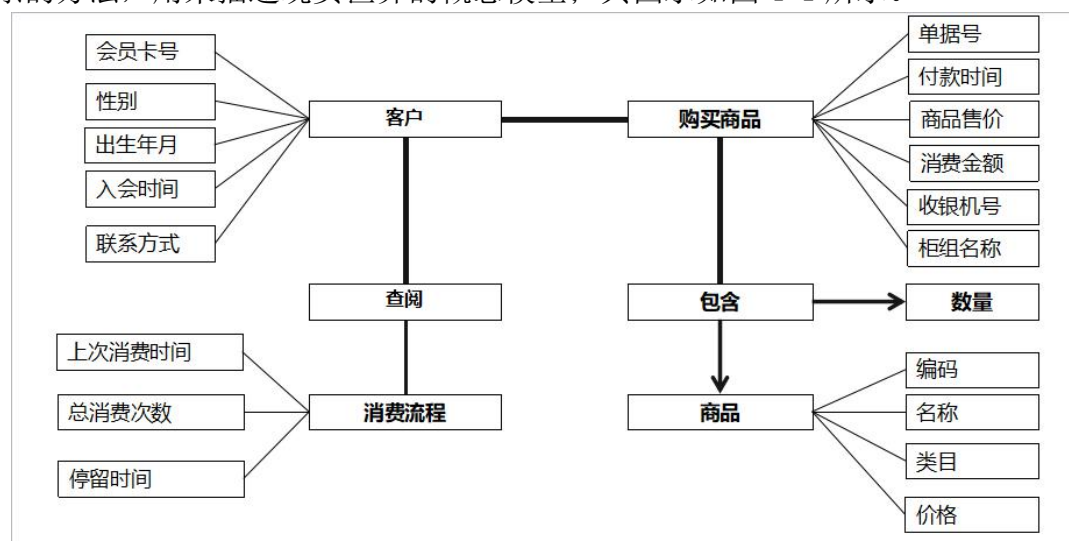 会员卡号
性别
出生年月
入会时间
联系方式
客户
购买商品
单据号
付款时间
商品售价
消费金额
收银机号
柜组名称
查阅
包含
数量
上次消费时间
总消费次数
停留时间
消费流程
商品
编码
名称
类目
价格